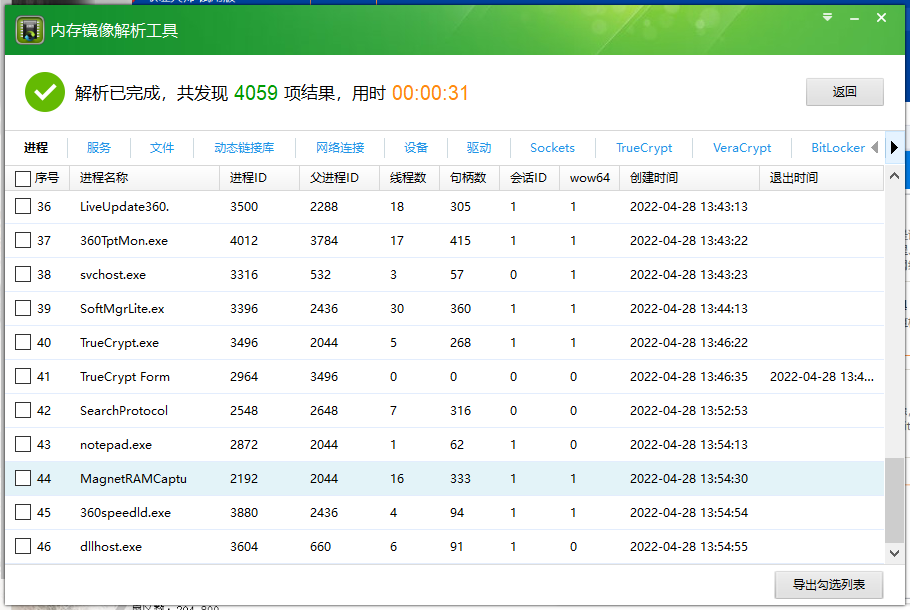 内存镜像解析工具
解析已完成，共发现 4059 项结果，用时 00:00:31
返回
进程 服务 文件 动态链接库 网络连接 设备 驱动 Sockets TrueCrypt VeraCrypt BitLocker
序号 进程名称 进程ID 父进程ID 线程数 句柄数 会话ID wow64 创建时间 退出时间
36 LiveUpdate360. 3500 2288 18 305 1 1 2022-04-28 13:43:13
37 360TptMon.exe 4012 3784 17 415 1 1 2022-04-28 13:43:22
38 svchost.exe 3316 532 3 57 0 1 2022-04-28 13:43:23
39 SoftMgrLite.ex 3396 2436 30 360 1 1 2022-04-28 13:44:13
40 TrueCrypt.exe 3496 2044 5 268 1 1 2022-04-28 13:46:22
41 TrueCrypt Form 2964 3496 0 0 0 0 2022-04-28 13:46:35 2022-04-28 13:4...
42 SearchProtocol 2548 2648 7 316 0 0 2022-04-28 13:52:53
43 notepad.exe 2872 2044 1 62 1 0 2022-04-28 13:54:13
44 MagnetRAMCaptu 2192 2044 16 333 1 1 2022-04-28 13:54:30
45 360speedld.exe 3880 2436 4 94 1 1 2022-04-28 13:54:54
46 dllhost.exe 3604 660 6 91 1 0 2022-04-28 13:54:55
导出勾选列表